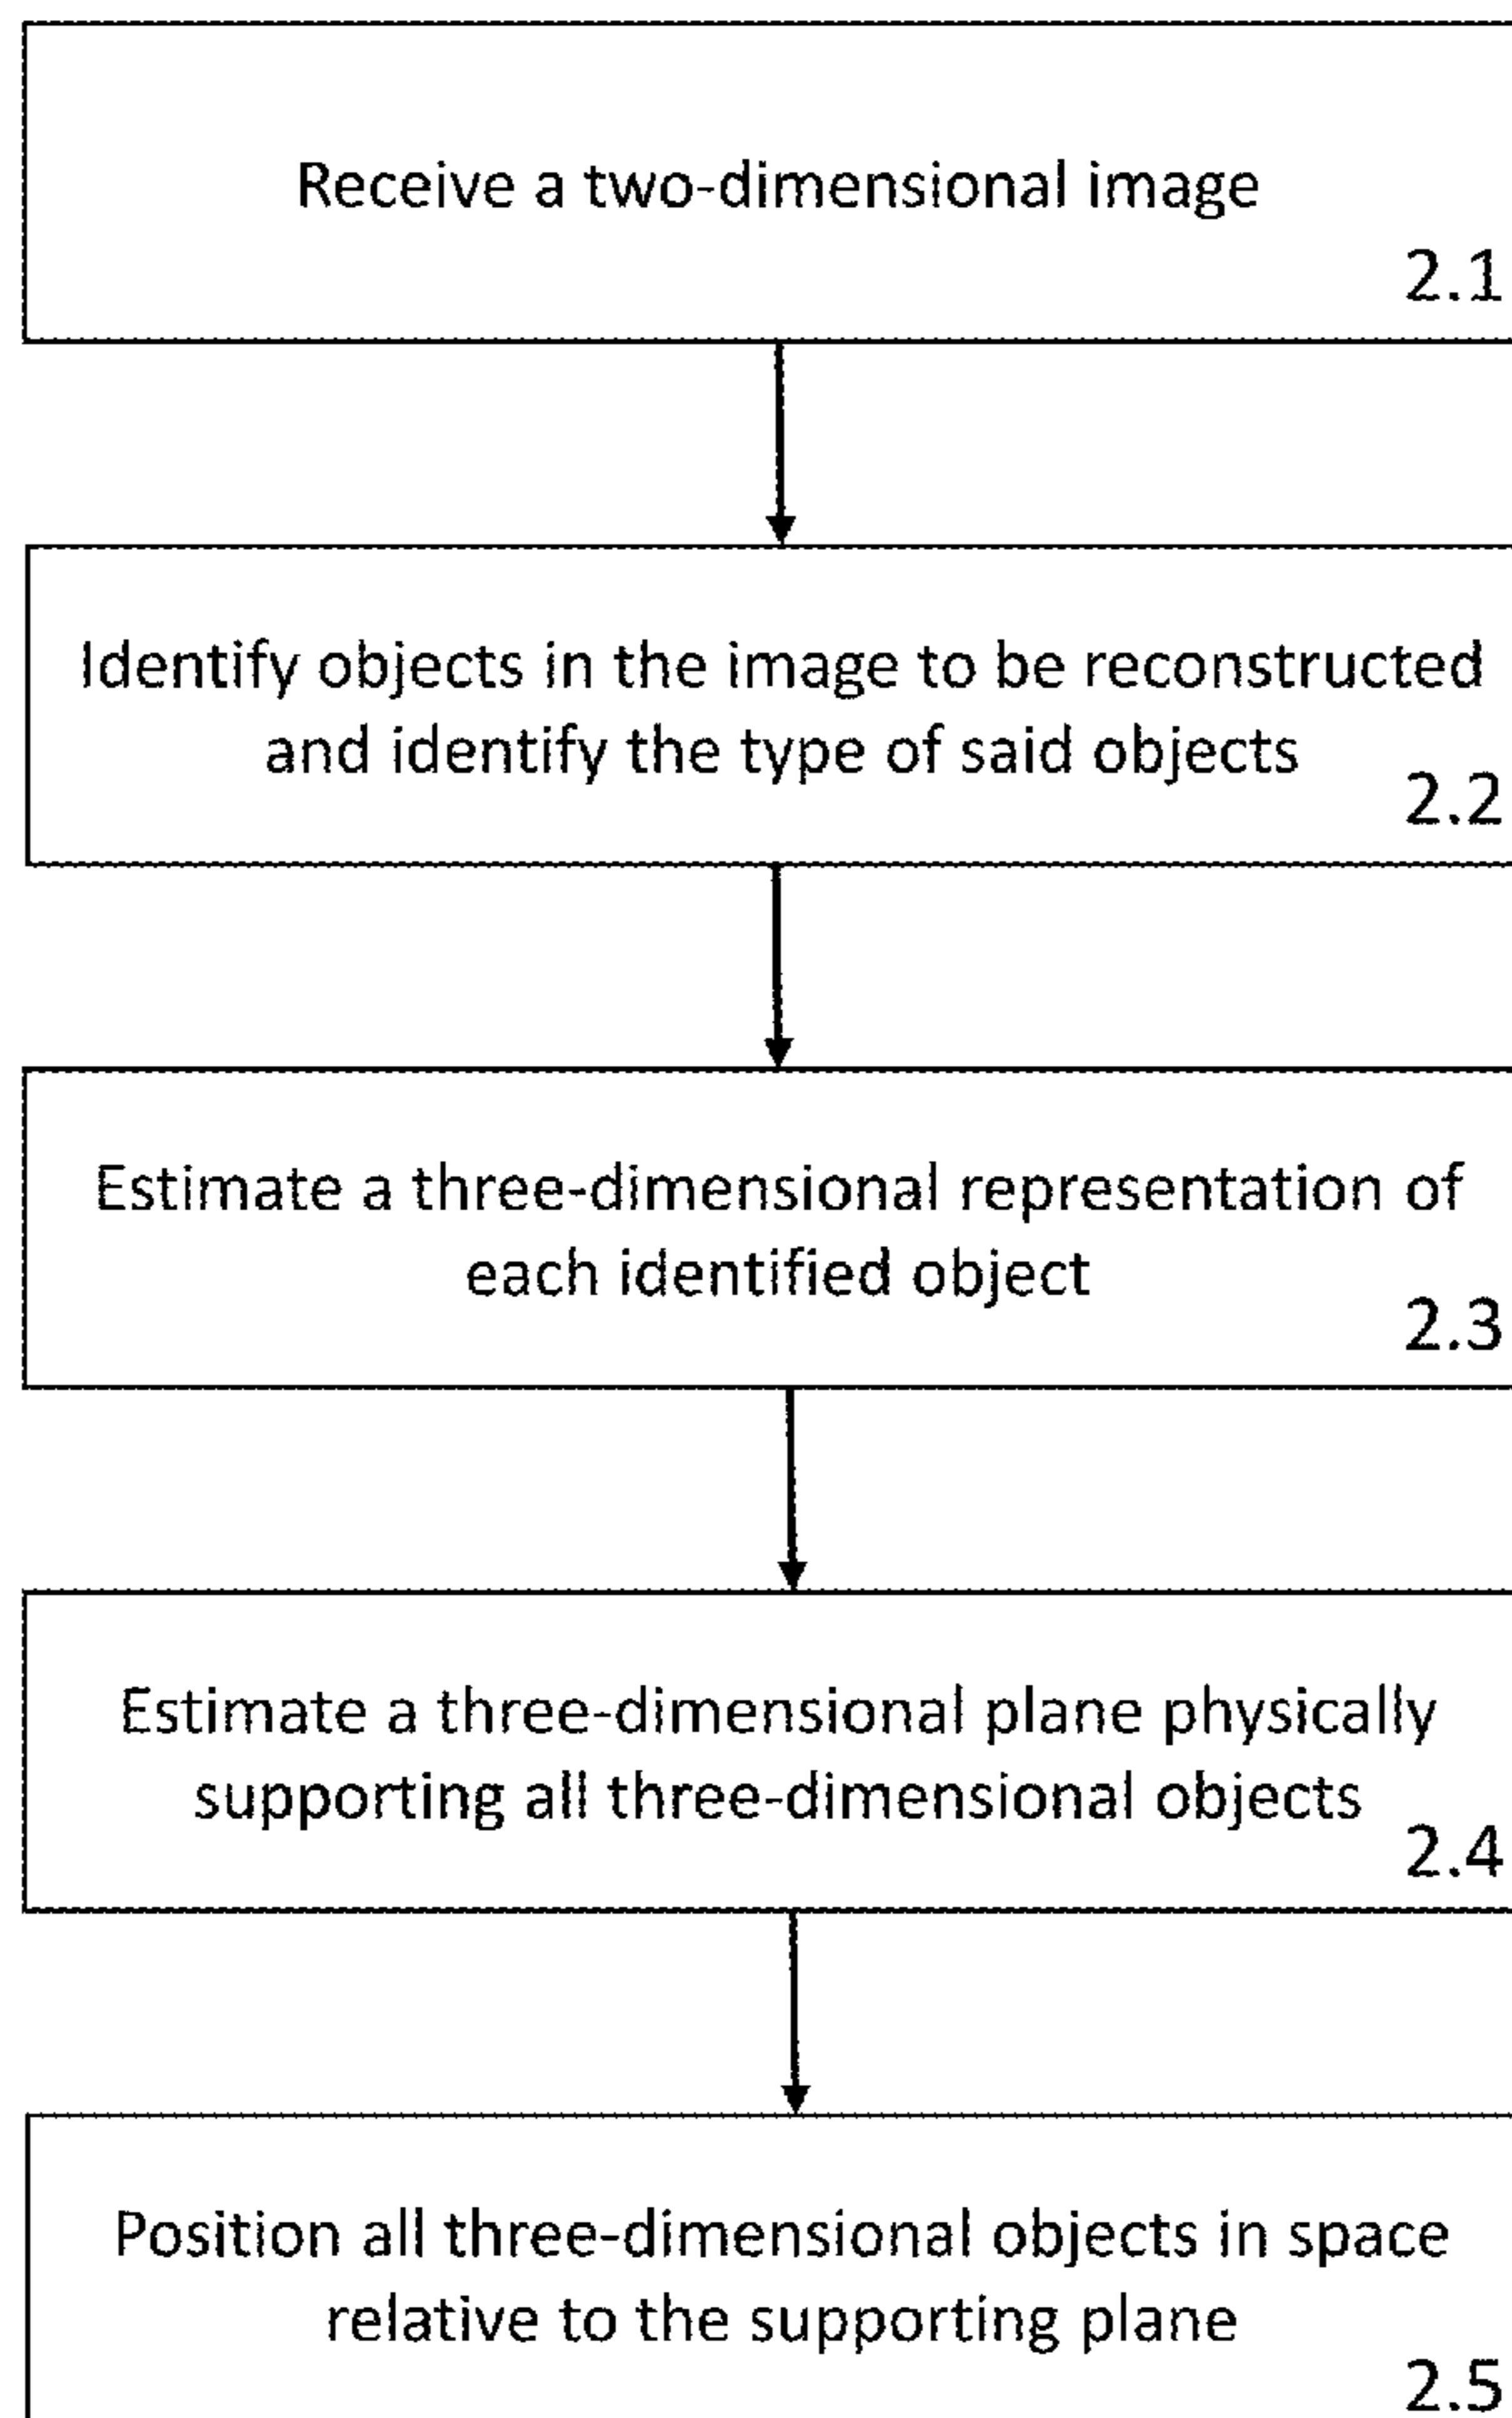 Receive a two-dimensional image
2.1
Identify objects in the image to be reconstructed
and identify the type of said objects
2.2
Estimate a three-dimensional representation of
each identified object
2.3
Estimate a three-dimensional plane physically
supporting all three-dimensional objects
2.4
Position all three-dimensional objects in space
relative to the supporting plane
2.5